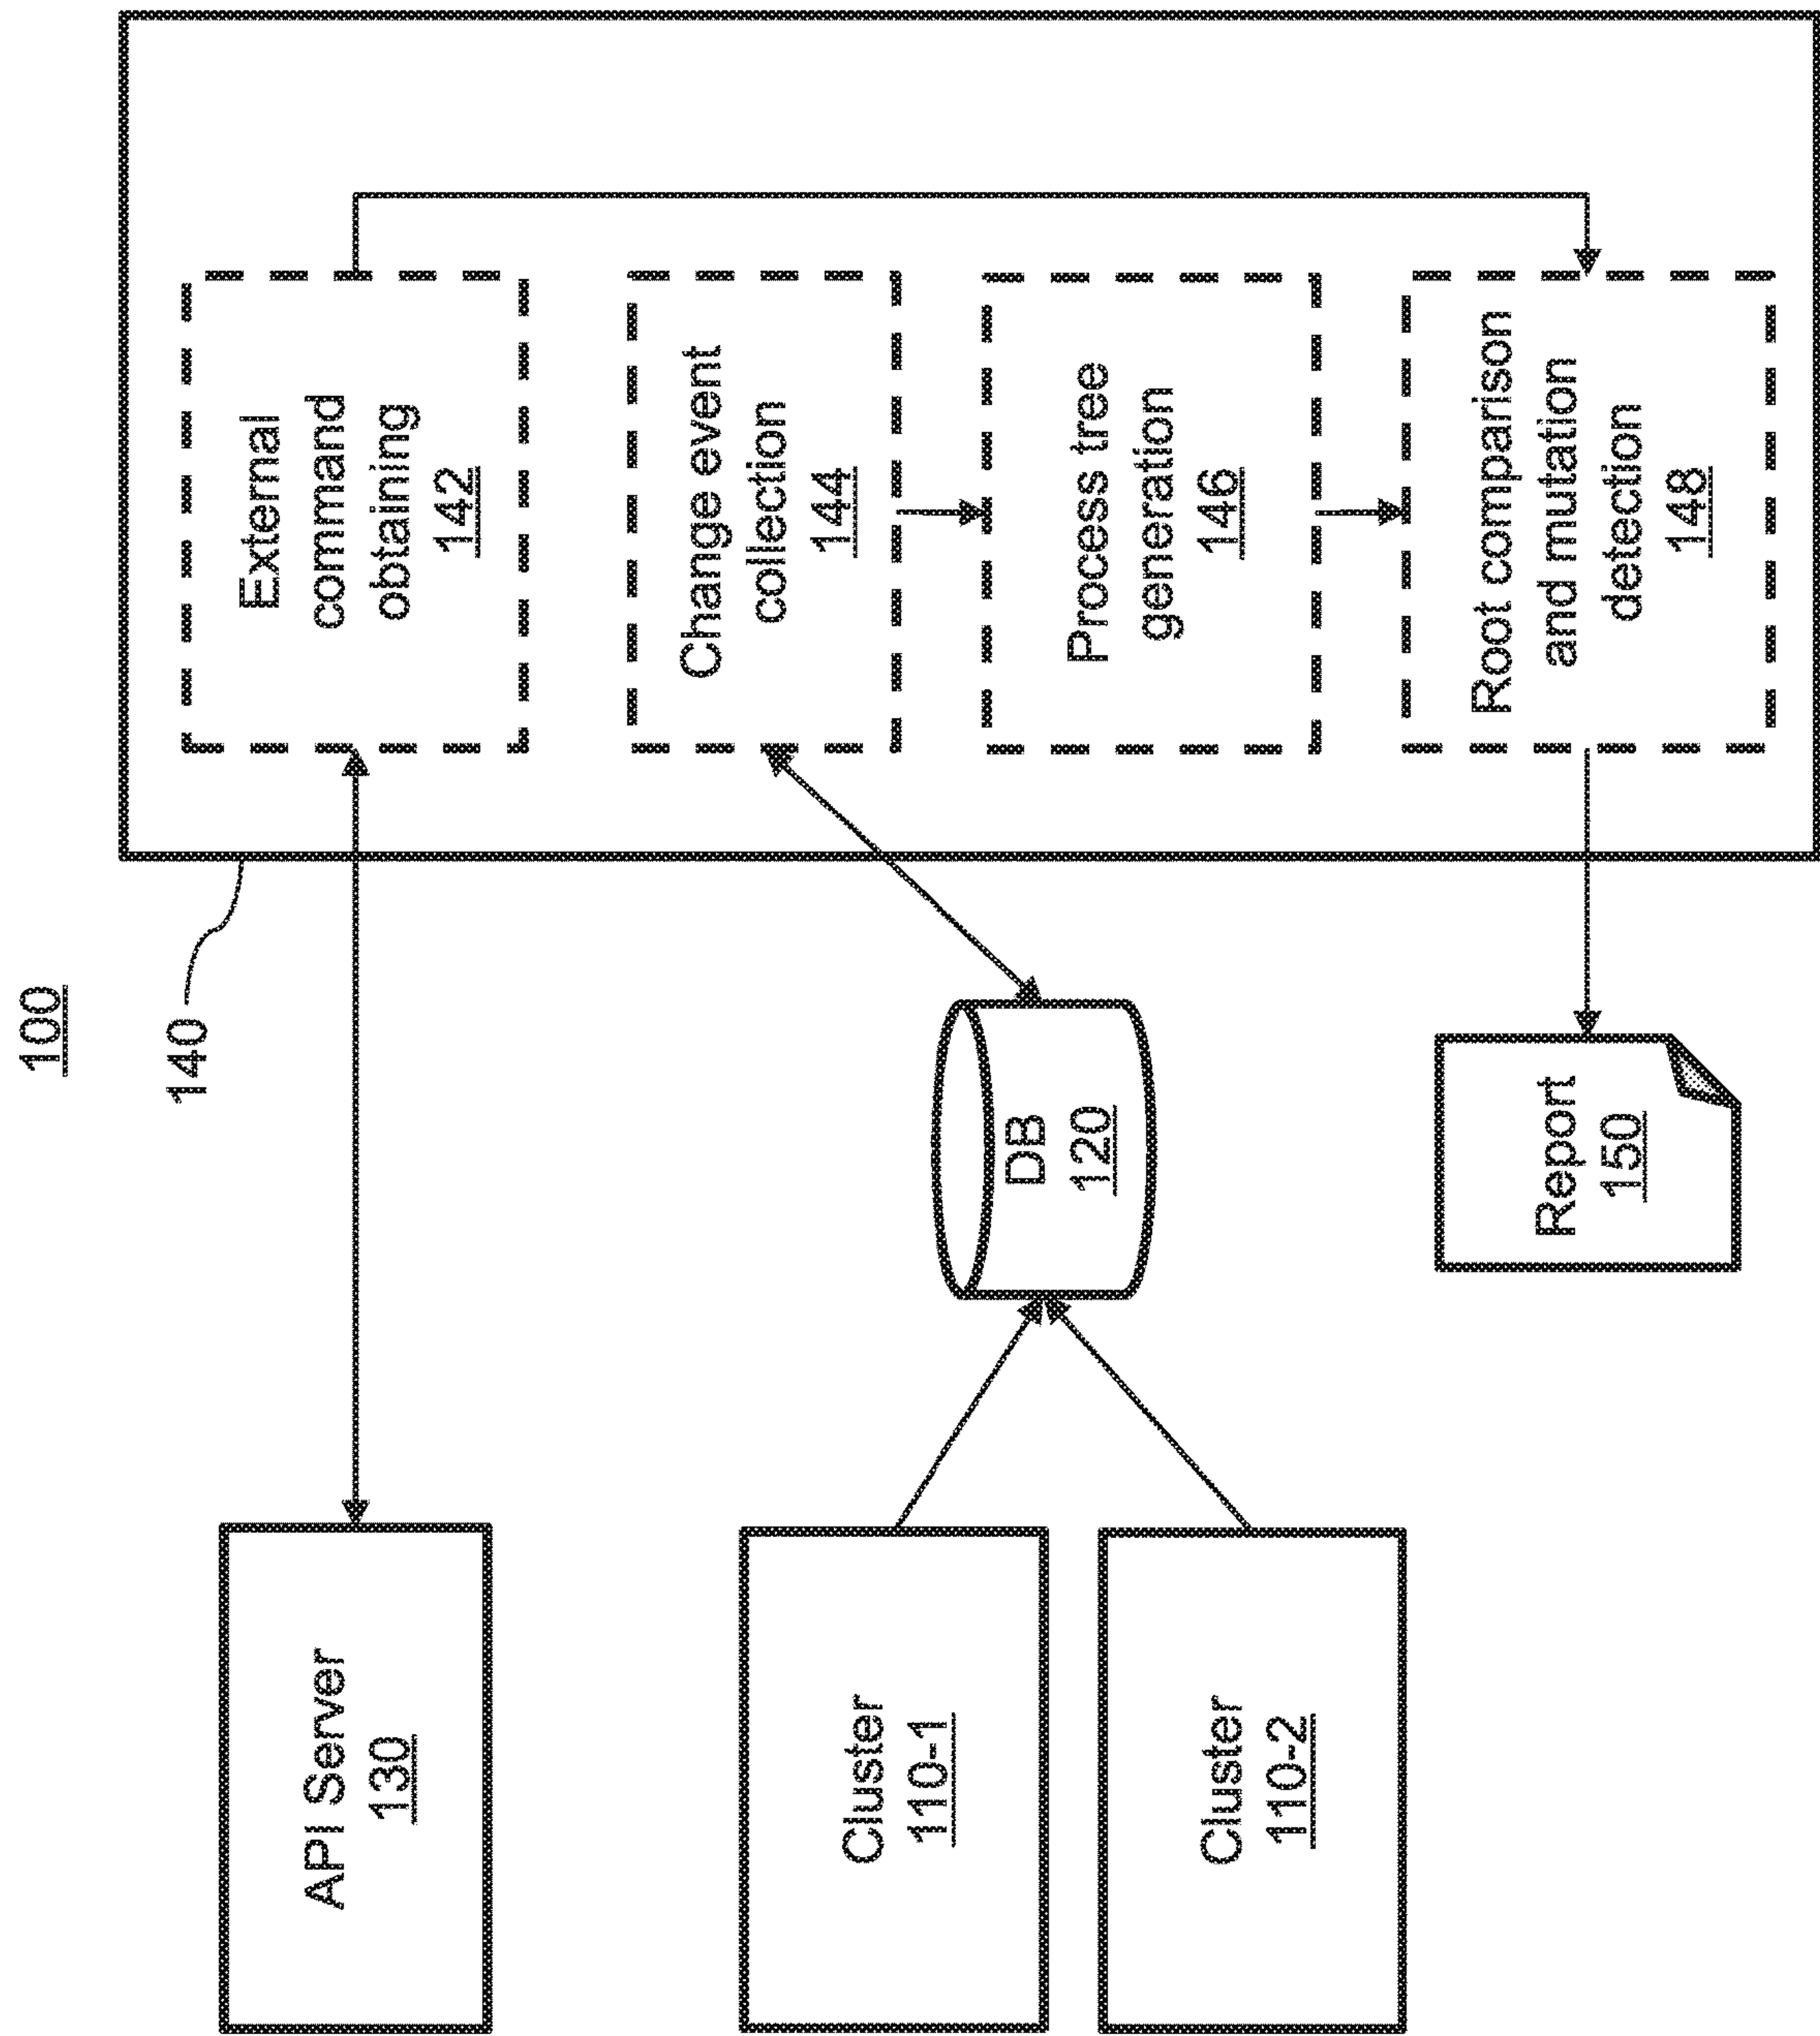 100
140
API Server
130
External
command
obtaining
142
Cluster
110-1
Cluster
110-2
DB
120
Change event
collection
144
Process tree
generation
146
Root comparison
and mutation
detection
148
Report
150